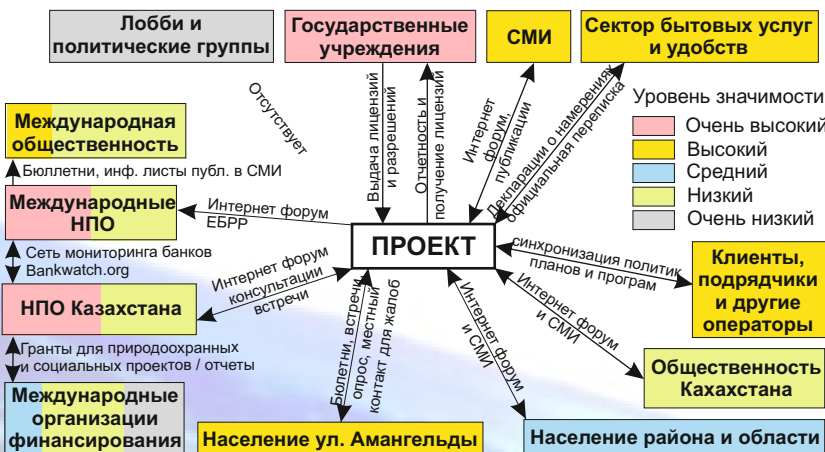 Лобби и
политические группы
Государственные
учреждения
СМИ
Сектор бытовых услуг
и удобств
Отсутствует
Выдача лицензий
и разрешений
Отчетность и
получение лицензий
Интернет
форум,
публикации
Декларации о намерениях
официальная переписка
Уровень значимости
Очень высокий
Высокий
Средний
Низкий
Очень низкий
Международная
общественность
Бюллетни, инф. листы публ. в СМИ
Международные
НПО
Интернет форум
ЕБРР
Сеть мониторинга банков
Bankwatch.org
НПО Казахстана
Интернет форум
консультации
встречи
Гранты для природоохранных
и социальных проектов / отчеты
Международные
организации
финансирования
ПРОЕКТ
синхронизация политик
планов и програм
Клиенты,
подрядчики
и другие
операторы
Интернет форум
и СМИ
Общественность
Кахахстана
Интернет форум
и СМИ
Население района и области
Бюлетни, встречи,
опрос, местный
контакт для жалоб
Население ул. Амангельды